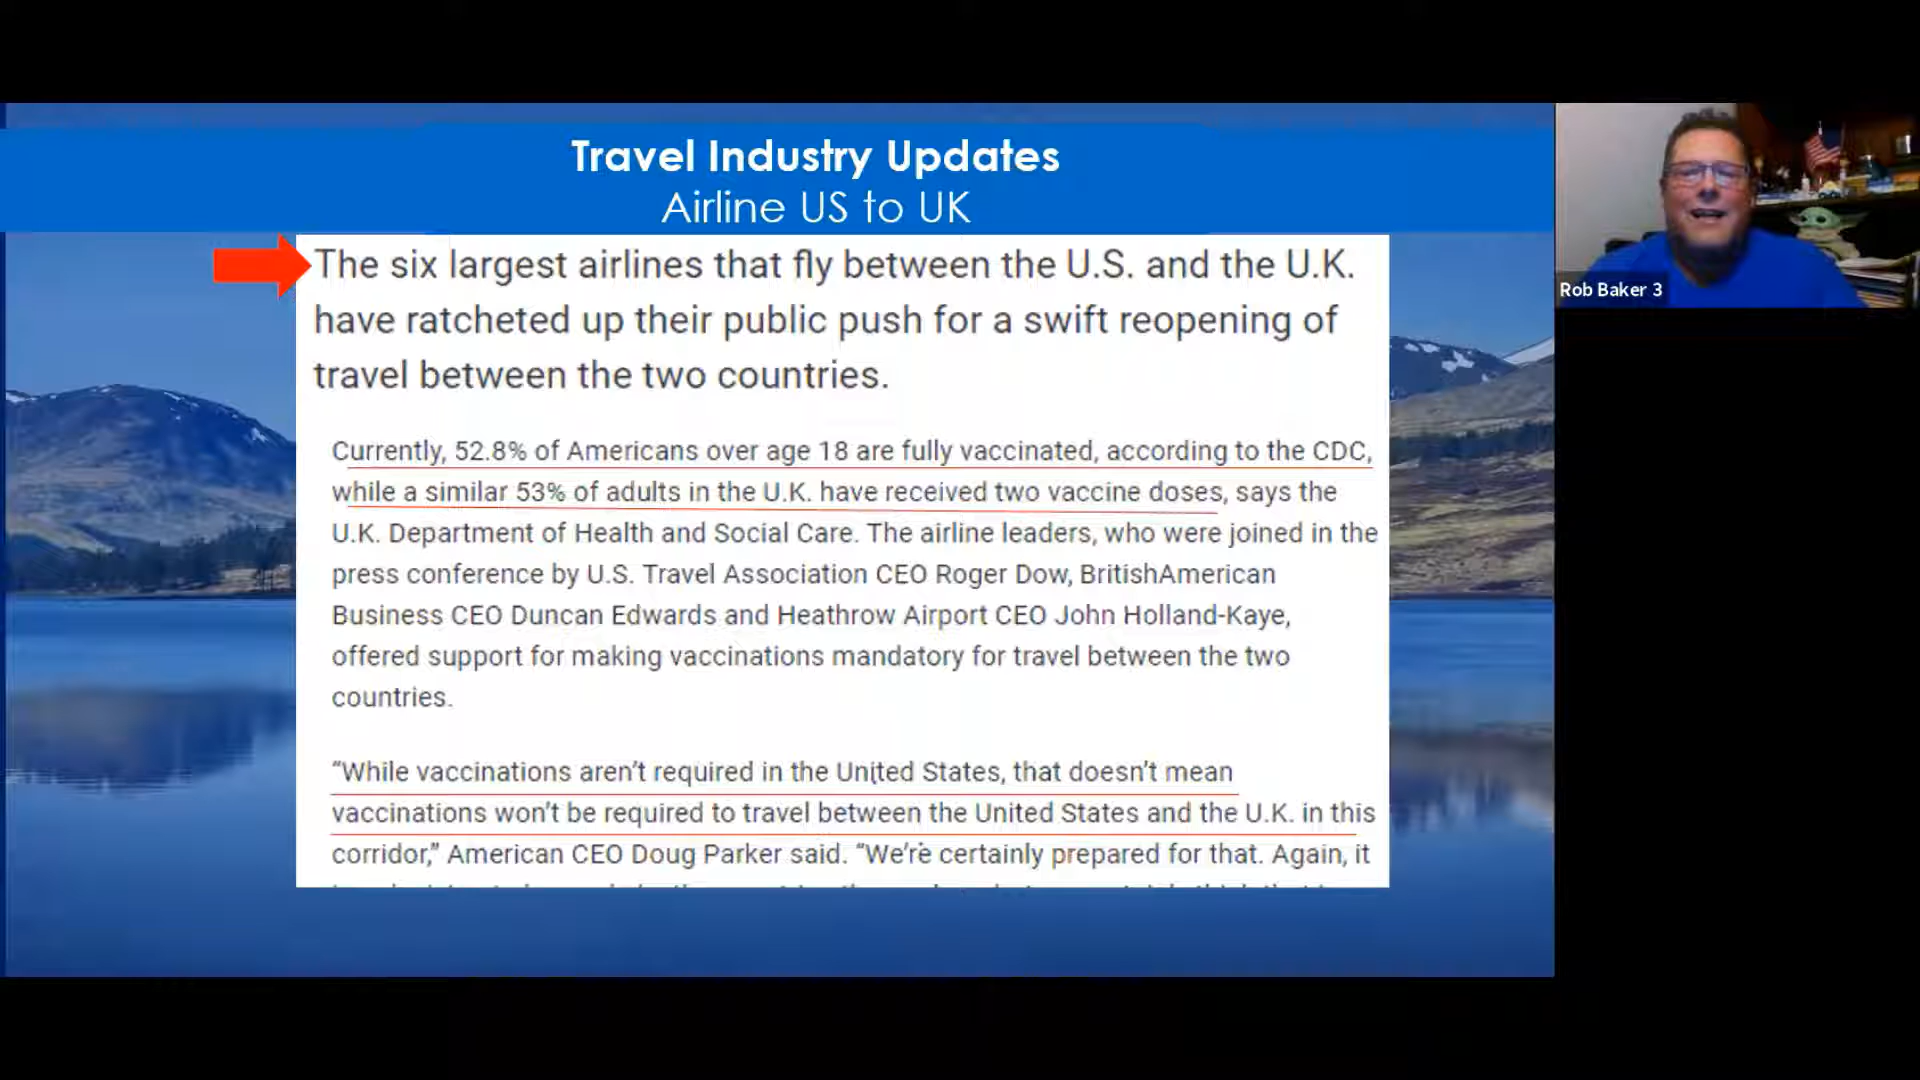 Travel Industry Updates
Airline US to UK
The six largest airlines that fly between the U.S. and the U.K.
have ratcheted up their public push for a swift reopening of
travel between the two countries.
Currently, 52.8% of Americans over age 18 are fully vaccinated, according to the CDC,
while a similar 53% of adults in the U.K. have received two vaccine doses, says the
U.K. Department of Health and Social Care. The airline leaders, who were joined in the
press conference by U.S. Travel Association CEO Roger Dow, BritishAmerican
Business CEO Duncan Edwards and Heathrow Airport CEO John Holland-Kaye,
offered support for making vaccinations mandatory for travel between the two
countries.
“While vaccinations aren’t required in the United States, that doesn’t mean
vaccinations won’t be required to travel between the United States and the U.K. in this
corridor,” American CEO Doug Parker said. “We’re certainly prepared for that. Again, it
Rob Baker 3